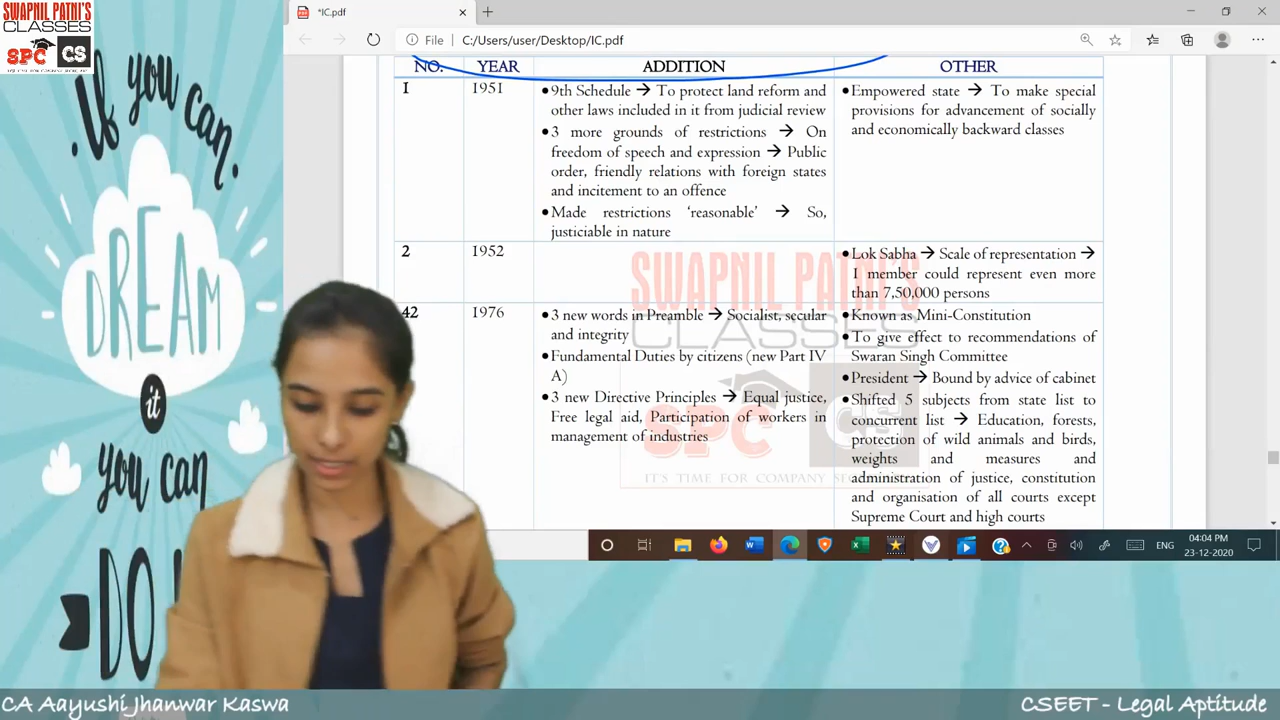 SWAPNIL PATNI'S
CLASSES
SPC CS
If you can
DREAM
it
you can
DO
*IC.pdf
File C:/Users/user/Desktop/IC.pdf
NO. YEAR ADDITION OTHER
1 1951
•9th Schedule → To protect land reform and
other laws included in it from judicial review
•3 more grounds of restrictions → On
freedom of speech and expression → Public
order, friendly relations with foreign states
and incitement to an offence
•Made restrictions 'reasonable' → So,
justiciable in nature
•Empowered state → To make special
provisions for advancement of socially
and economically backward classes
2 1952
•Lok Sabha → Scale of representation →
1 member could represent even more
than 7,50,000 persons
42 1976
•3 new words in Preamble → Socialist, secular
and integrity
•Fundamental Duties by citizens (new Part IV
A)
•3 new Directive Principles → Equal justice,
Free legal aid, Participation of workers in
management of industries
•Known as Mini-Constitution
•To give effect to recommendations of
Swaran Singh Committee
•President → Bound by advice of cabinet
•Shifted 5 subjects from state list to
concurrent list → Education, forests,
protection of wild animals and birds,
weights and measures and
administration of justice, constitution
and organisation of all courts except
Supreme Court and high courts
SWAPNIL PATNI'S
CLASSES
SPC CS
IT'S TIME FOR COMPANY
ENG
04:04 PM
23-12-2020
CA Aayushi Jhanwar Kaswa
CSEET - Legal Aptitude